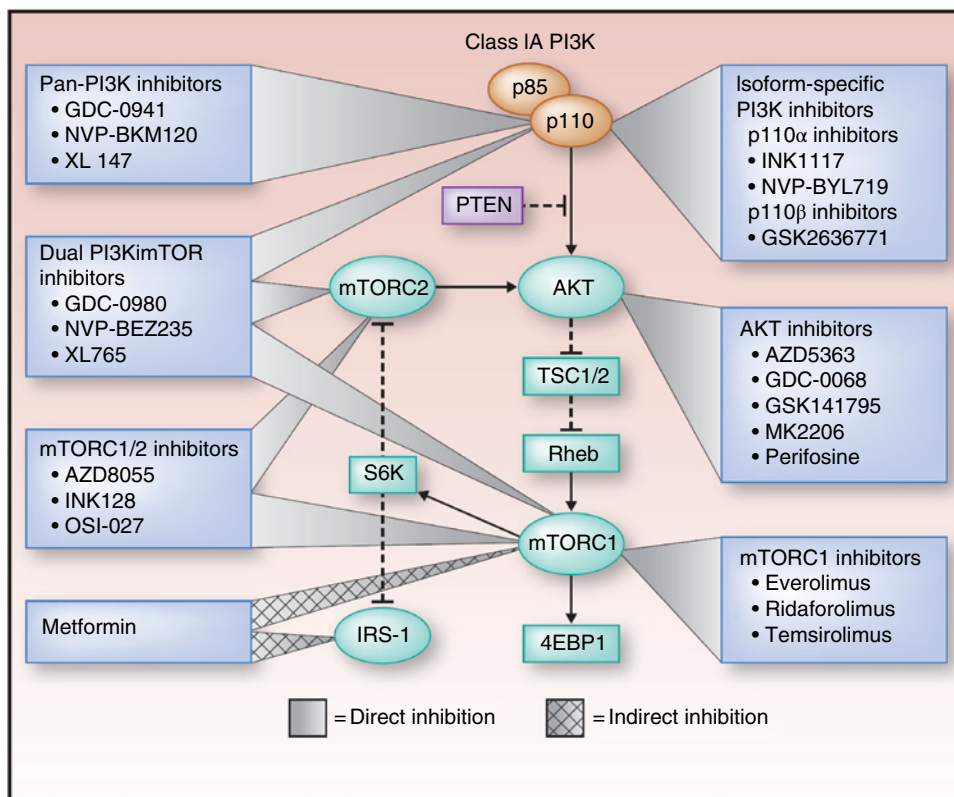 Class IA PI3K
p85
p110
Pan-PI3K inhibitors
• GDC-0941
• NVP-BKM120
• XL 147
Isoform-specific
PI3K inhibitors
p110α inhibitors
• INK1117
• NVP-BYL719
p110β inhibitors
• GSK2636771
PTEN
Dual PI3KimTOR
inhibitors
• GDC-0980
• NVP-BEZ235
• XL765
mTORC2
AKT
AKT inhibitors
• AZD5363
• GDC-0068
• GSK141795
• MK2206
• Perifosine
TSC1/2
Rheb
mTORC1/2 inhibitors
• AZD8055
• INK128
• OSI-027
S6K
mTORC1
mTORC1 inhibitors
• Everolimus
• Ridaforolimus
• Temsirolimus
Metformin
IRS-1
4EBP1
= Direct inhibition
= Indirect inhibition